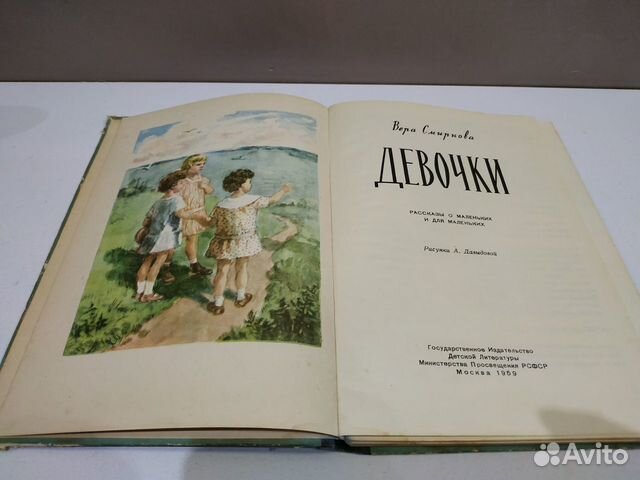 Вера Смирнова
ДЕВОЧКИ
РАССКАЗЫ О МАЛЕНЬКИХ
И ДЛЯ МАЛЕНЬКИХ
Рисунки А. Давыдовой
Государственное Издательство
Детской Литературы
Министерства Просвещения РСФСР
Москва 1959
Avito